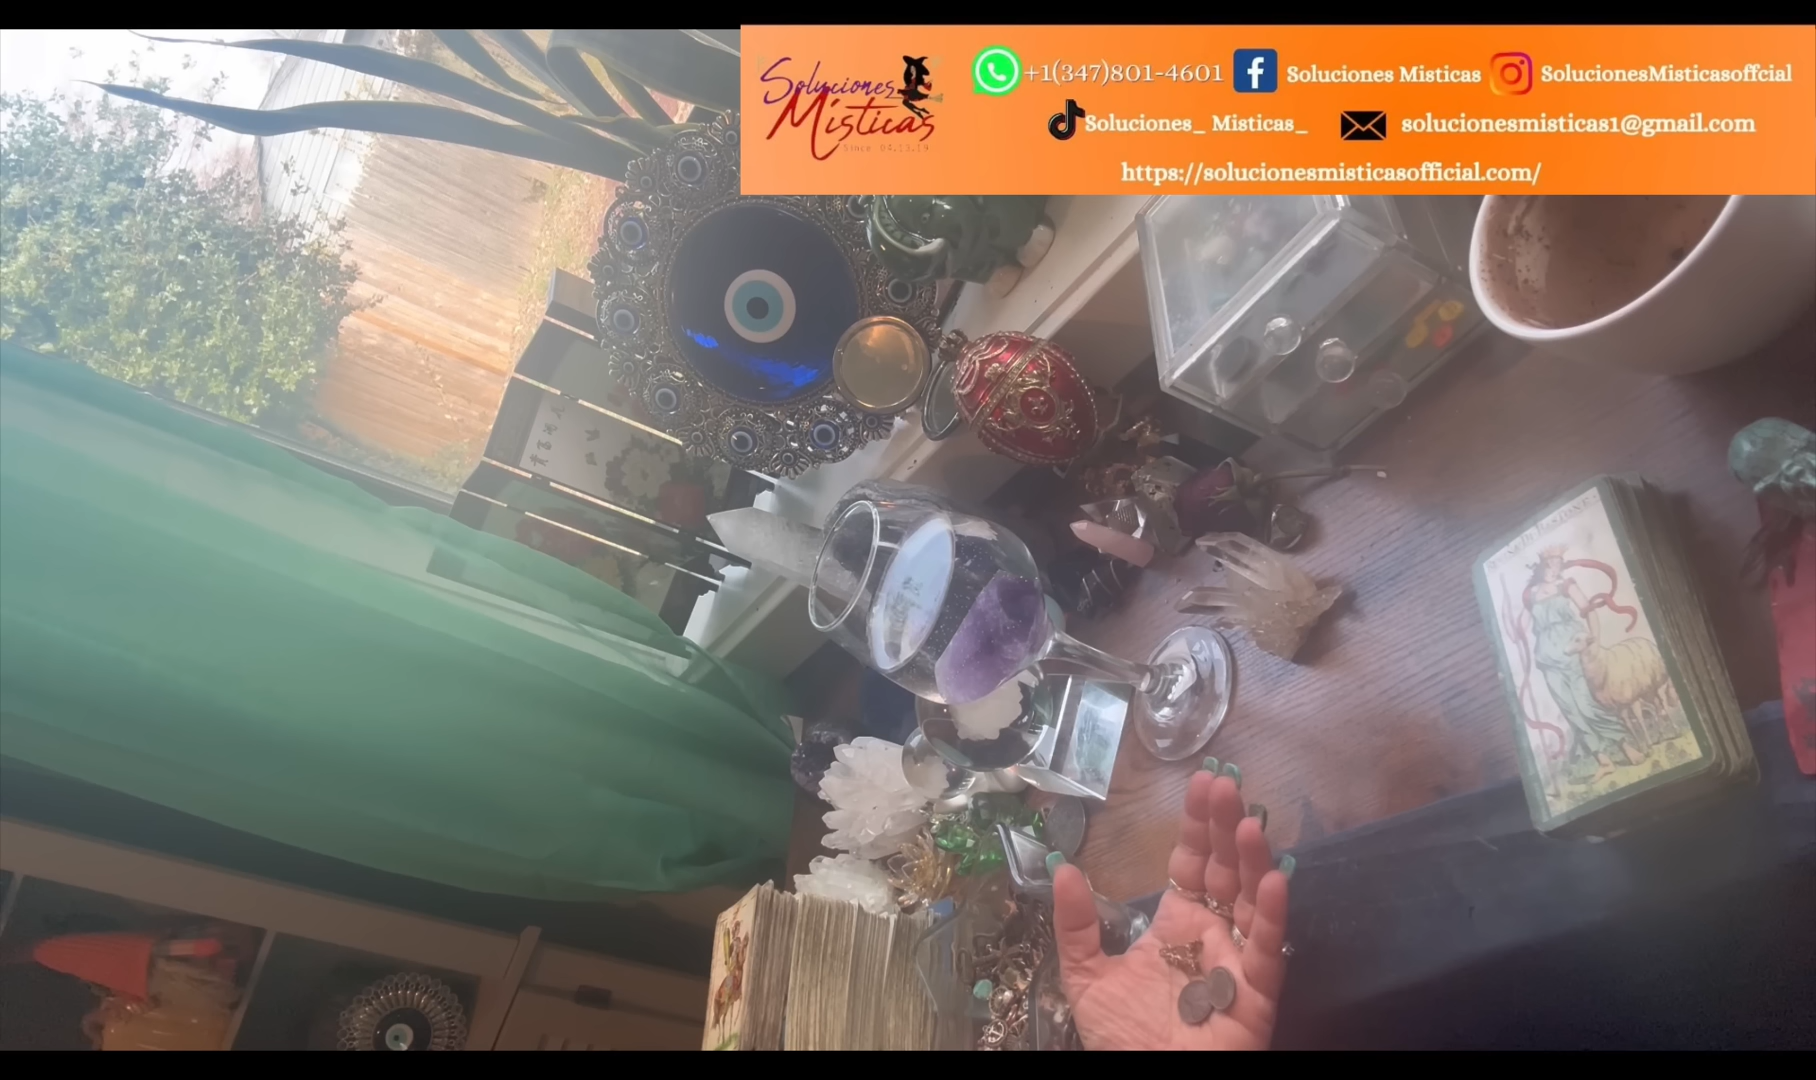 Soluciones
Misticas
Since 04.13.19
+1(347)801-4601
Soluciones Misticas
SolucionesMisticasoffcial
Soluciones_ Misticas_
solucionesmisticas1@gmail.com
https://solucionesmisticasofficial.com/